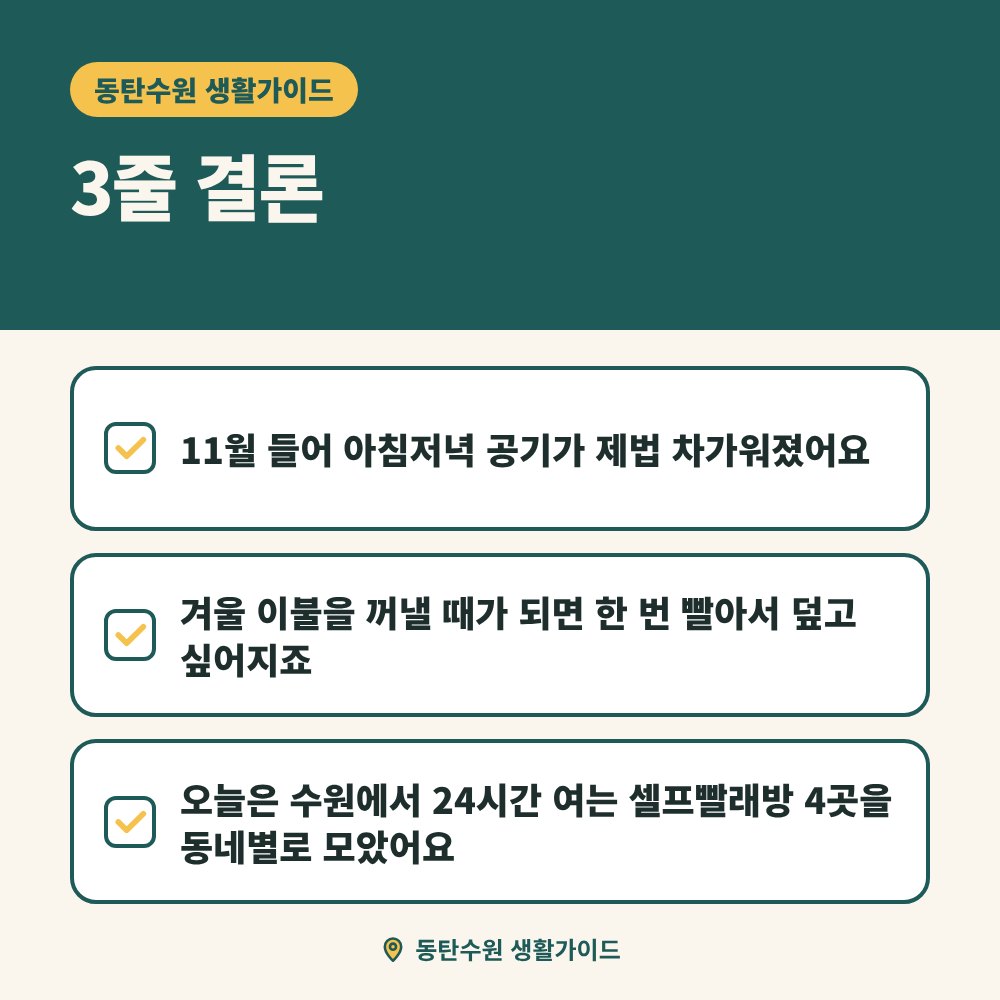 동탄수원 생활가이드
3줄 결론
11월 들어 아침저녁 공기가 제법 차가워졌어요
겨울 이불을 꺼낼 때가 되면 한 번 빨아서 덮고
싶어지죠
오늘은 수원에서 24시간 여는 셀프빨래방 4곳을
동네별로 모았어요
동탄수원 생활가이드